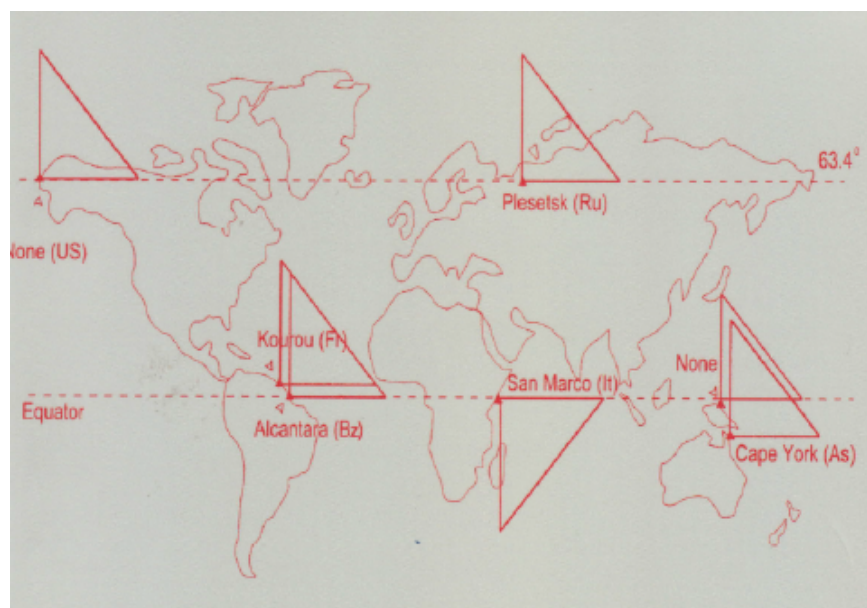 63.4°
Plesetsk (Ru)
None (US)
Kourou (Fr)
None
San Marco (It)
Equator
Alcantara (Bz)
Cape York (As)